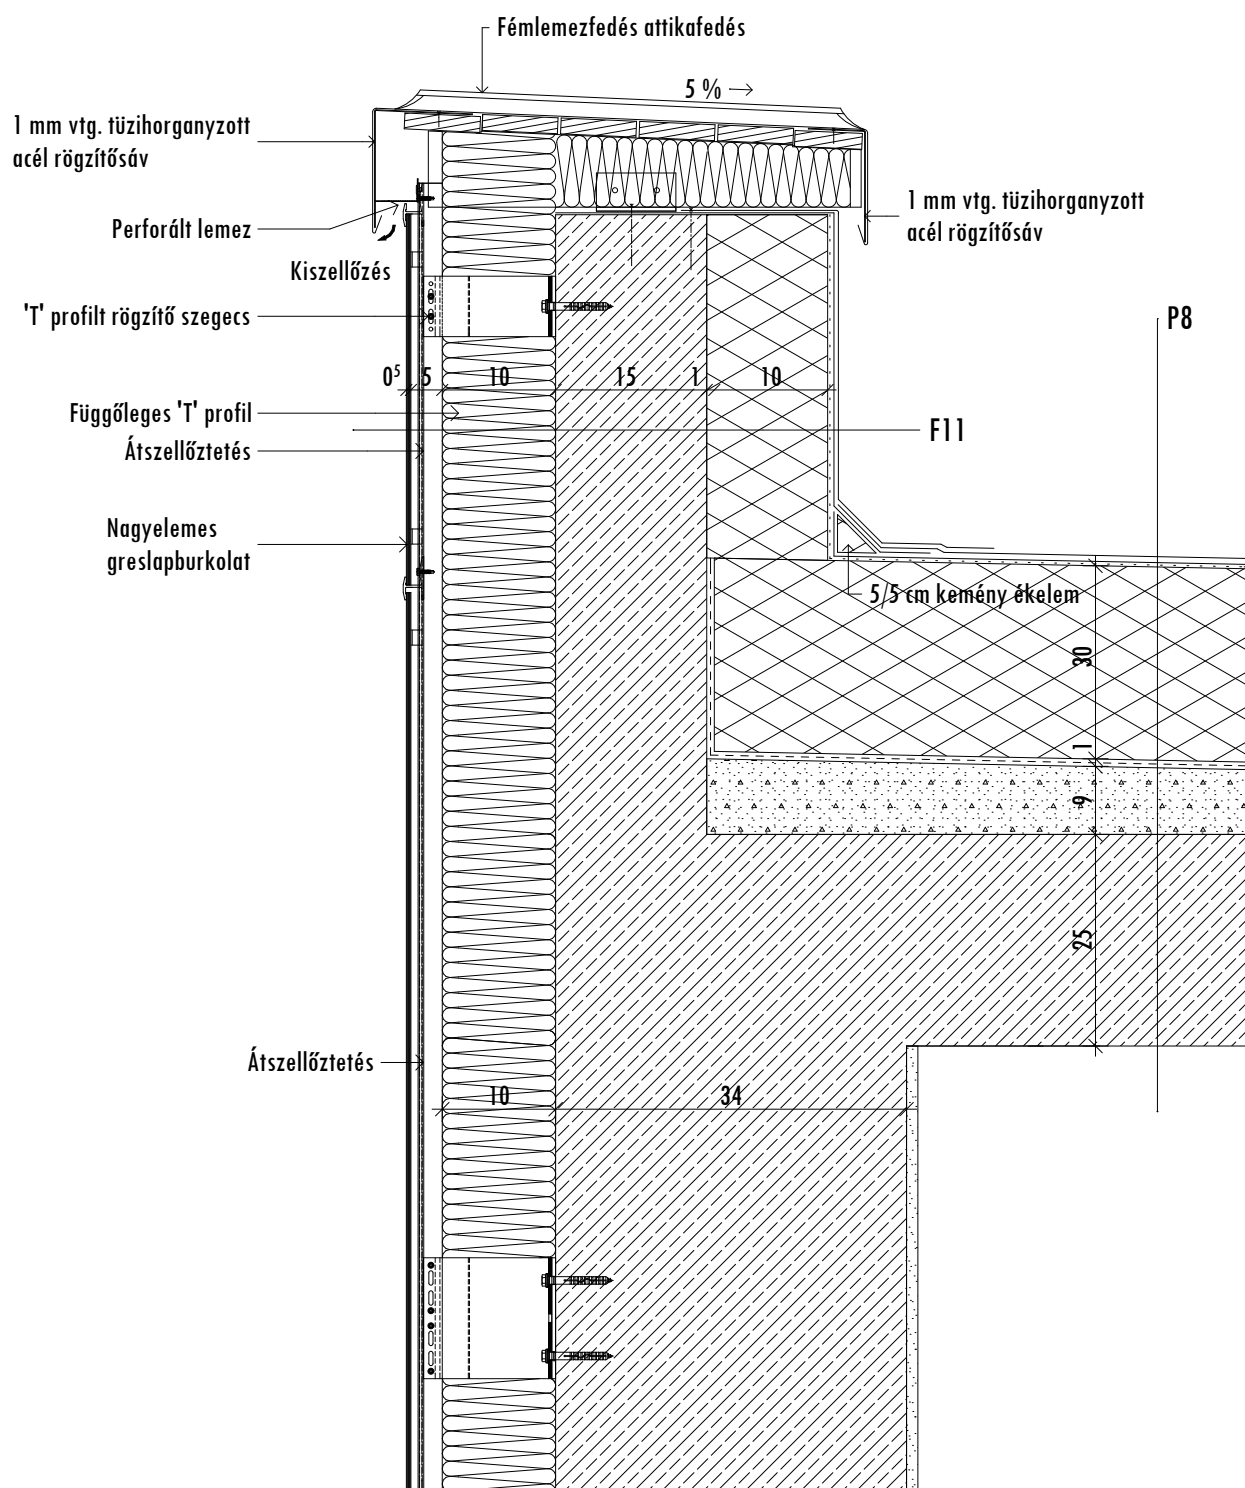 Fémlemezfedés attikafedés
5 %
1 mm vtg. tüzihorganyzott
acél rögzítősáv
1 mm vtg. tüzihorganyzott
acél rögzítősáv
Perforált lemez
Kiszellőzés
'T' profilt rögzítő szegecs
P8
0⁵ 5 10 15 1 10
Függőleges 'T' profil
F11
Átszellőztetés
Nagyelemes
greslapburkolat
5/5 cm kemény ékelem
30
1
9
25
Átszellőztetés
10 34